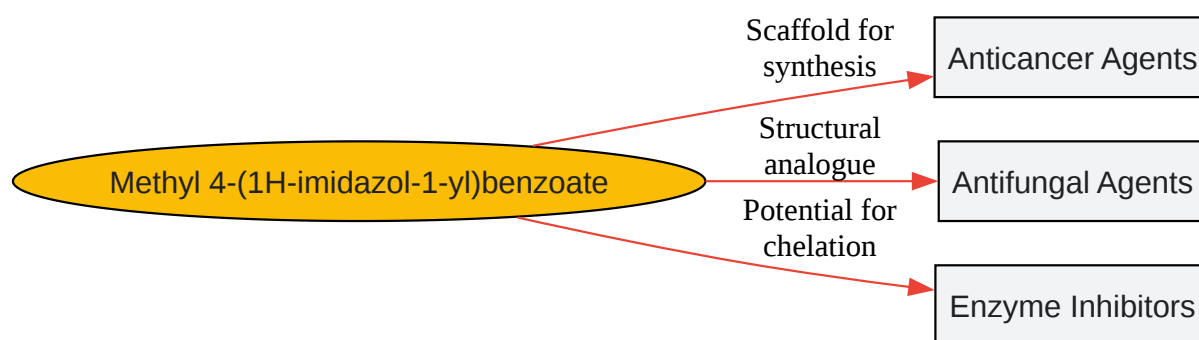 Scaffold for
synthesis
Anticancer Agents
Structural
analogue
Methyl 4-(1H-imidazol-1-yl)benzoate
Antifungal Agents
Potential for
chelation
Enzyme Inhibitors